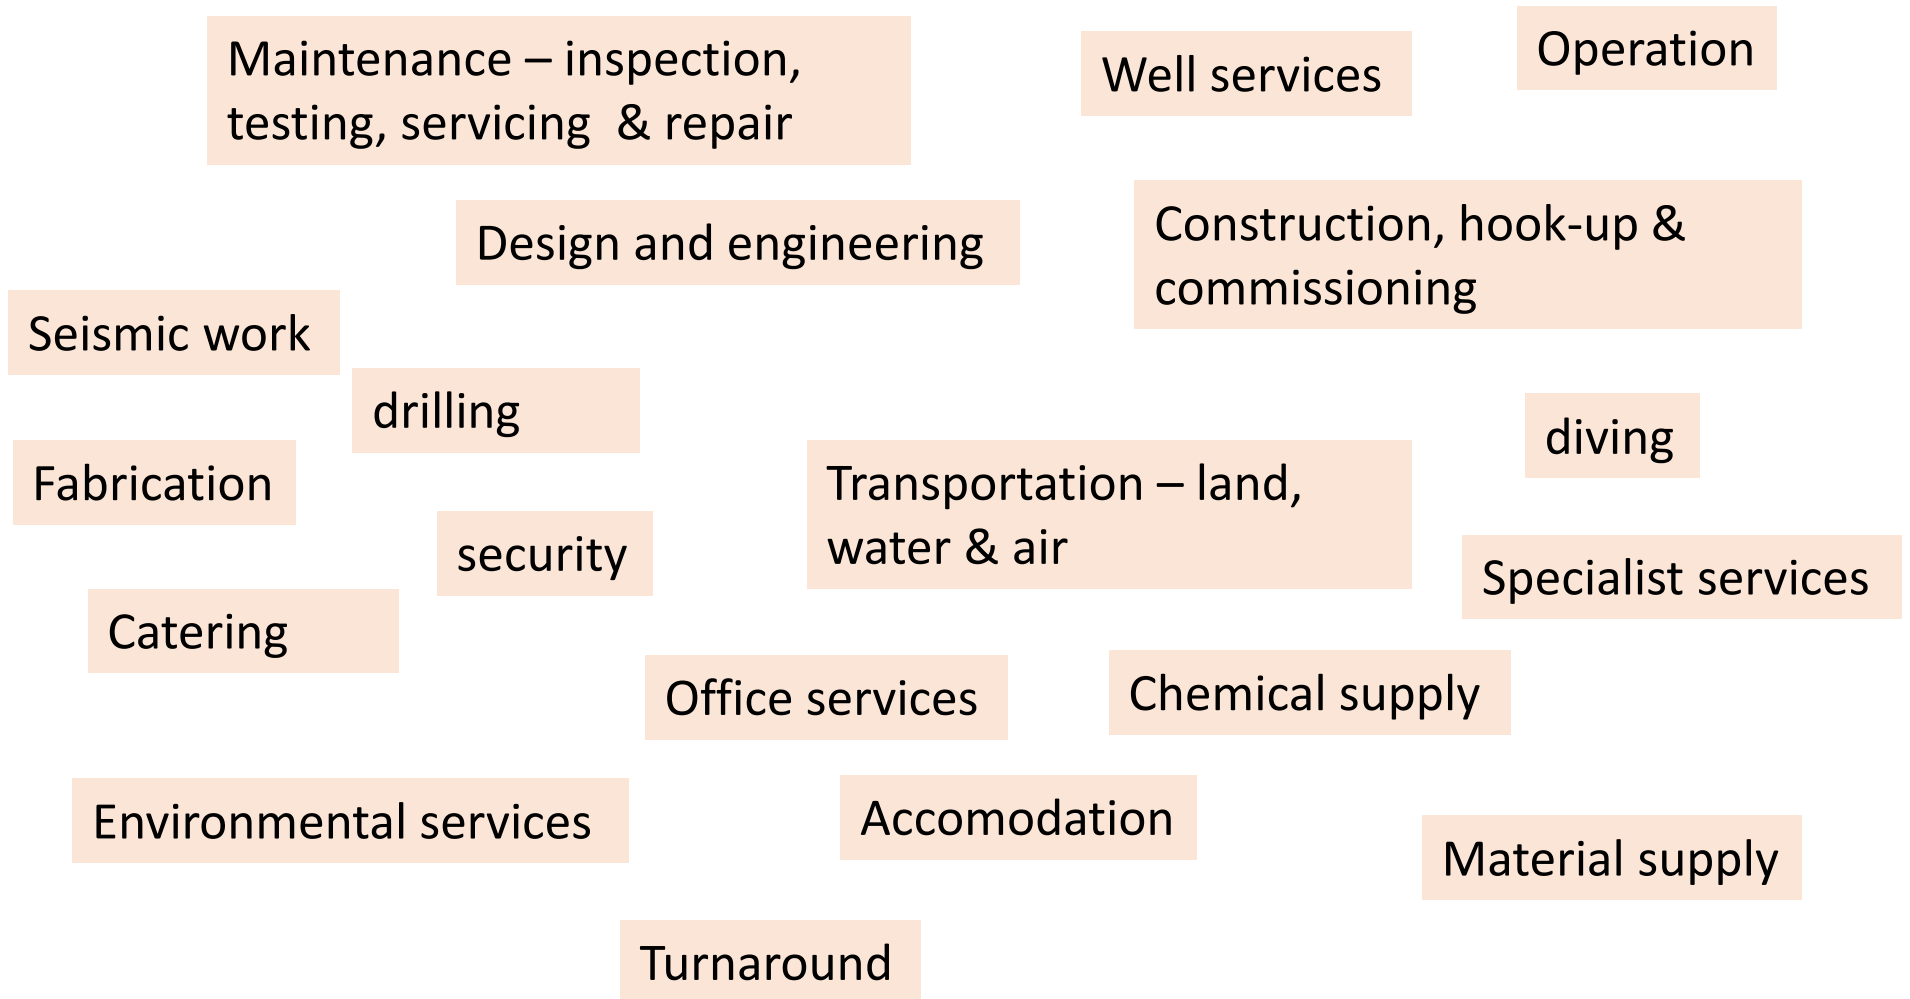 Maintenance – inspection,
testing, servicing  & repair
Well services
Operation
Design and engineering
Construction, hook-up &
commissioning
Seismic work
drilling
diving
Fabrication
Transportation – land,
water & air
security
Specialist services
Catering
Office services
Chemical supply
Environmental services
Accomodation
Material supply
Turnaround